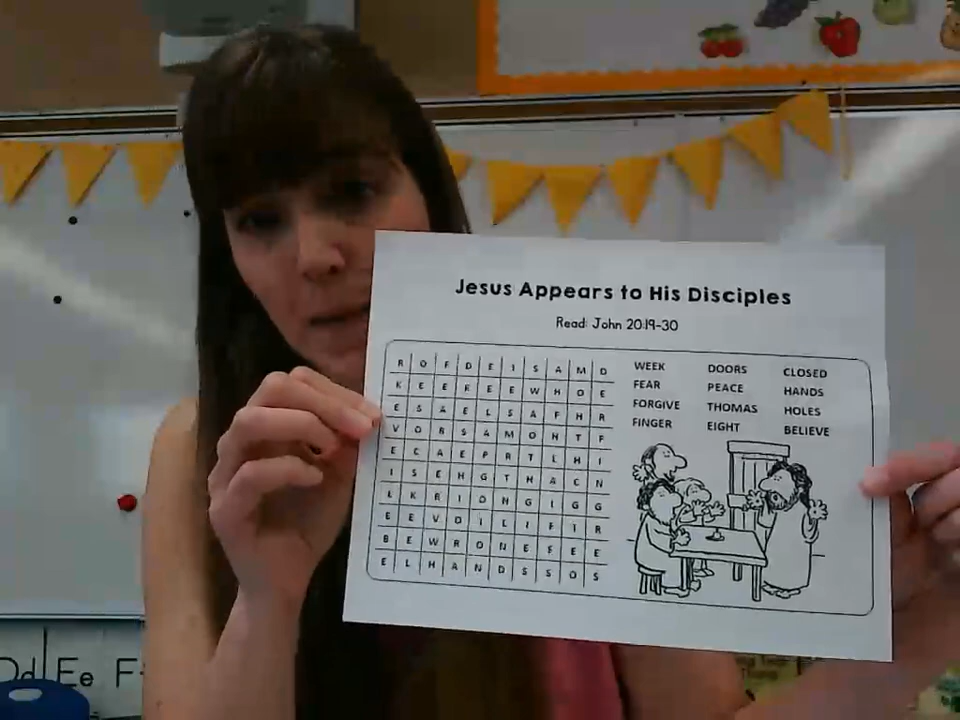 Jesus Appears to His Disciples
Read: John 20:19-30
R O F D E I S A M D
K E E E E E W H O E
E S A E L S A F H R
V O R S A M O H T F
E C A E P R T L H I
I S E H G T H A C N
L K R I O N G I G G
E E V O I L I F I R
B E W R O N E F E E
E L H A N D S S O S
WEEK DOORS CLOSED
FEAR PEACE HANDS
FORGIVE THOMAS HOLES
FINGER EIGHT BELIEVE
Dd Ee F